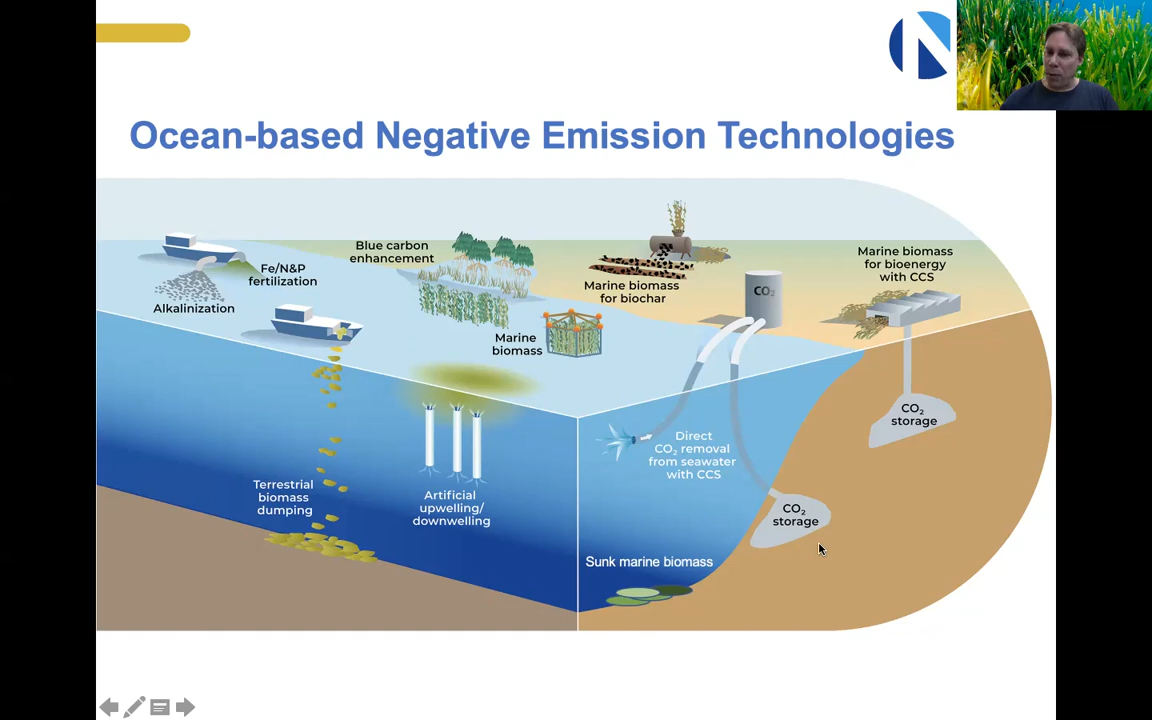 Ocean-based Negative Emission Technologies
Blue carbon
enhancement
Fe/N&P
fertilization
Alkalinization
Marine biomass
for biochar
CO₂
Marine biomass
for bioenergy
with CCS
Marine
biomass
CO₂
storage
Direct
CO₂ removal
from seawater
with CCS
Terrestrial
biomass
dumping
Artificial
upwelling/
downwelling
CO₂
storage
Sunk marine biomass